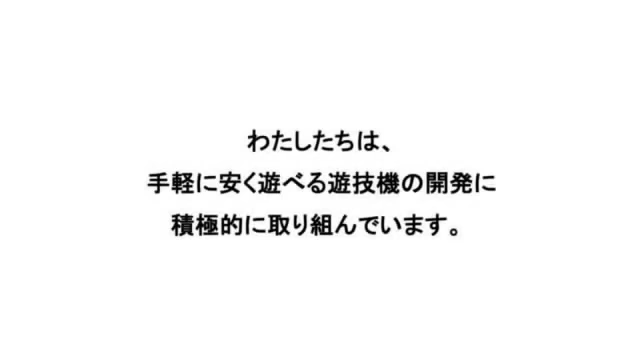 わたしたちは、
手軽に安く遊べる遊技機の開発に
積極的に取り組んでいます。